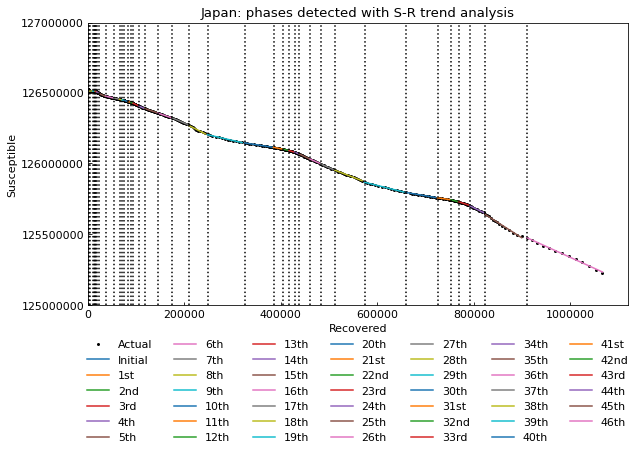 Japan: phases detected with S-R trend analysis
127000000
126500000
126000000
125500000
125000000
Susceptible
0 200000 400000 600000 800000 1000000
Recovered
Actual 6th 13th 20th 27th 34th 41st
Initial 7th 14th 21st 28th 35th 42nd
1st 8th 15th 22nd 29th 36th 43rd
2nd 9th 16th 23rd 30th 37th 44th
3rd 10th 17th 24th 31st 38th 45th
4th 11th 18th 25th 32nd 39th 46th
5th 12th 19th 26th 33rd 40th